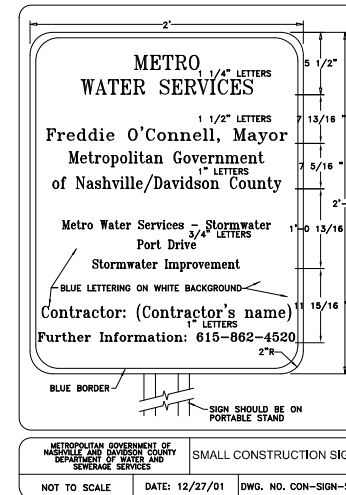 2'
METRO
1 1/4" LETTERS
WATER SERVICES
5 1/2"
1 1/2" LETTERS
7 13/16 "
Freddie O'Connell, Mayor
Metropolitan Government
1" LETTERS
7 5/16 "
of Nashville/Davidson County
2'-
Metro Water Services - Stormwater
3/4" LETTERS
1'-0 13/16
Port Drive
Stormwater Improvement
BLUE LETTERING ON WHITE BACKGROUND
11 15/16 "
Contractor: (Contractor's name)
1" LETTERS
Further Information: 615-862-4520
2"R
BLUE BORDER
SIGN SHOULD BE ON
PORTABLE STAND
METROPOLITAN GOVERNMENT OF
NASHVILLE AND DAVIDSON COUNTY
DEPARTMENT OF WATER AND
SEWERAGE SERVICES
SMALL CONSTRUCTION SIG
NOT TO SCALE
DATE: 12/27/01
DWG. NO. CON-SIGN-